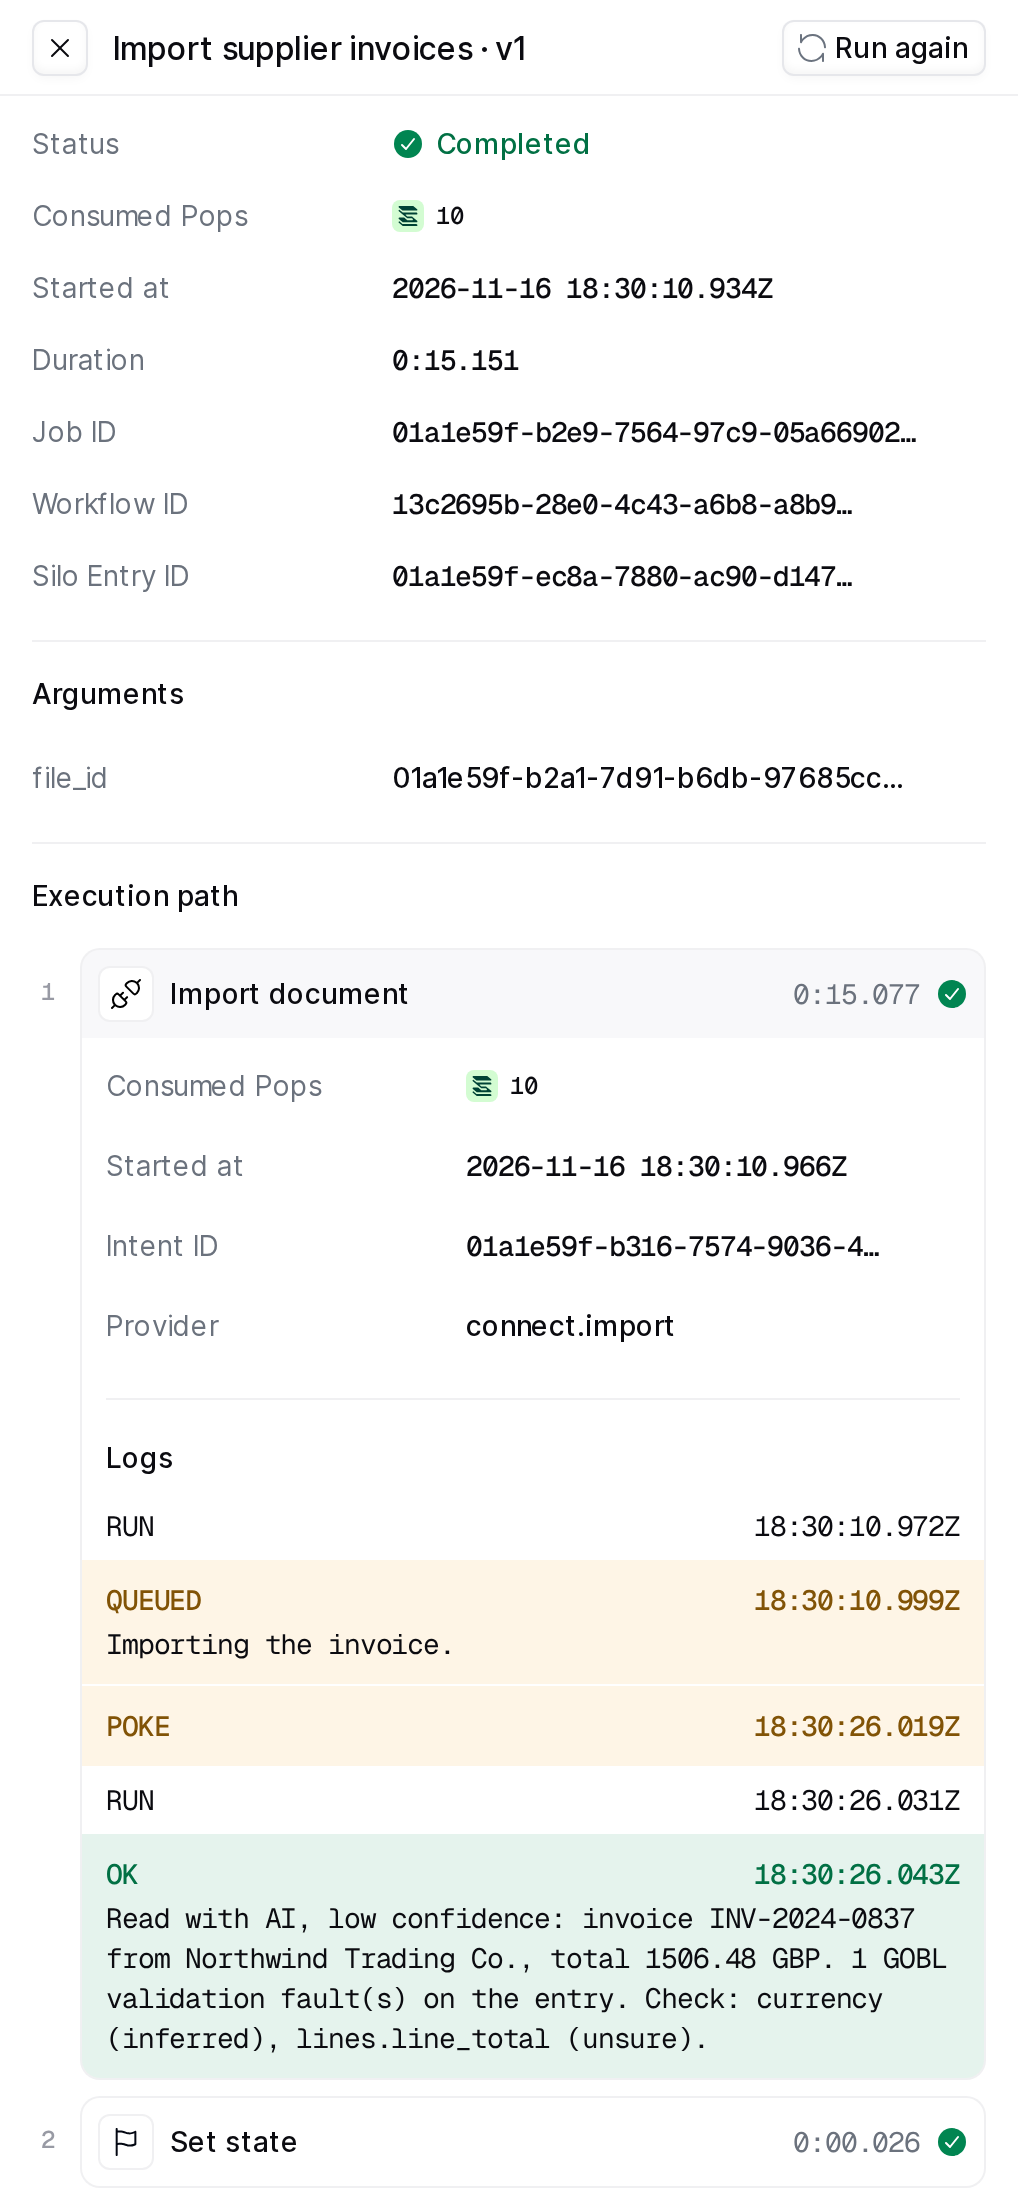 Import supplier invoices · v1
Run again
Status
Completed
Consumed Pops
10
Started at
2026-11-16 18:30:10.934Z
Duration
0:15.151
Job ID
01a1e59f-b2e9-7564-97c9-05a66902…
Workflow ID
13c2695b-28e0-4c43-a6b8-a8b9…
Silo Entry ID
01a1e59f-ec8a-7880-ac90-d147…
Arguments
file_id
01a1e59f-b2a1-7d91-b6db-97685cc…
Execution path
1
Import document
0:15.077
Consumed Pops
10
Started at
2026-11-16 18:30:10.966Z
Intent ID
01a1e59f-b316-7574-9036-4…
Provider
connect.import
Logs
RUN
18:30:10.972Z
QUEUED
18:30:10.999Z
Importing the invoice.
POKE
18:30:26.019Z
RUN
18:30:26.031Z
OK
18:30:26.043Z
Read with AI, low confidence: invoice INV-2024-0837
from Northwind Trading Co., total 1506.48 GBP. 1 GOBL
validation fault(s) on the entry. Check: currency
(inferred), lines.line_total (unsure).
2
Set state
0:00.026